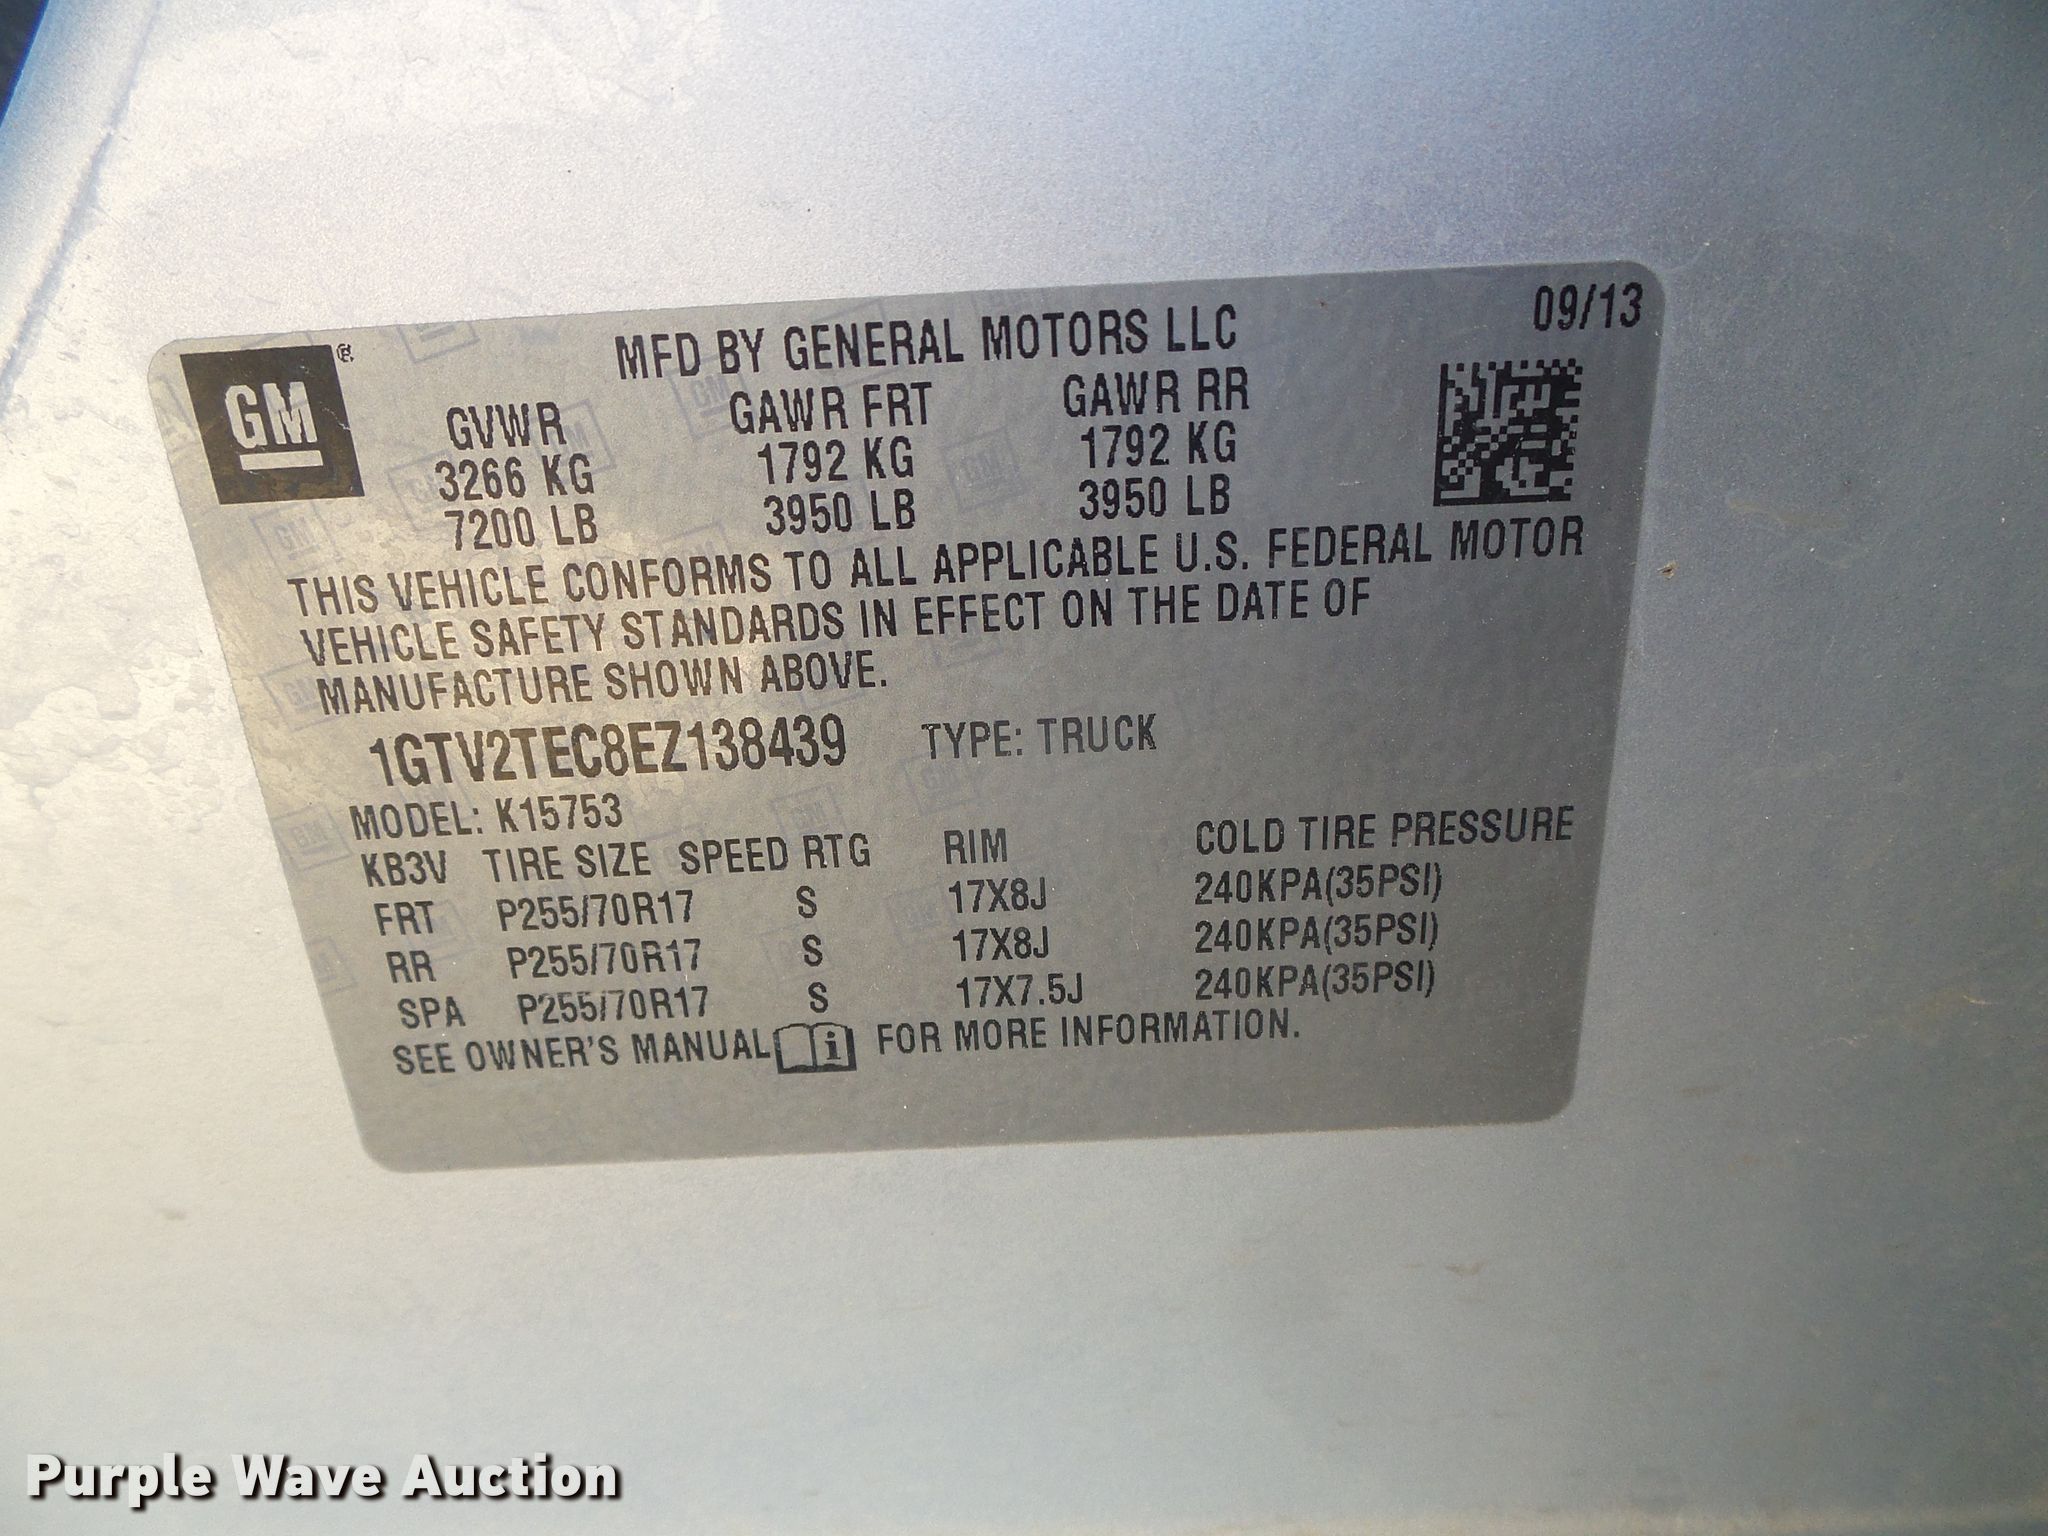 GM ®
MFD BY GENERAL MOTORS LLC 09/13
GVWR GAWR FRT GAWR RR
3266 KG 1792 KG 1792 KG
7200 LB 3950 LB 3950 LB
THIS VEHICLE CONFORMS TO ALL APPLICABLE U.S. FEDERAL MOTOR
VEHICLE SAFETY STANDARDS IN EFFECT ON THE DATE OF
MANUFACTURE SHOWN ABOVE.
1GTV2TEC8EZ138439 TYPE: TRUCK
MODEL: K15753
KB3V TIRE SIZE SPEED RTG RIM COLD TIRE PRESSURE
FRT P255/70R17 S 17X8J 240KPA(35PSI)
RR P255/70R17 S 17X8J 240KPA(35PSI)
SPA P255/70R17 S 17X7.5J 240KPA(35PSI)
SEE OWNER'S MANUAL i FOR MORE INFORMATION.
Purple Wave Auction